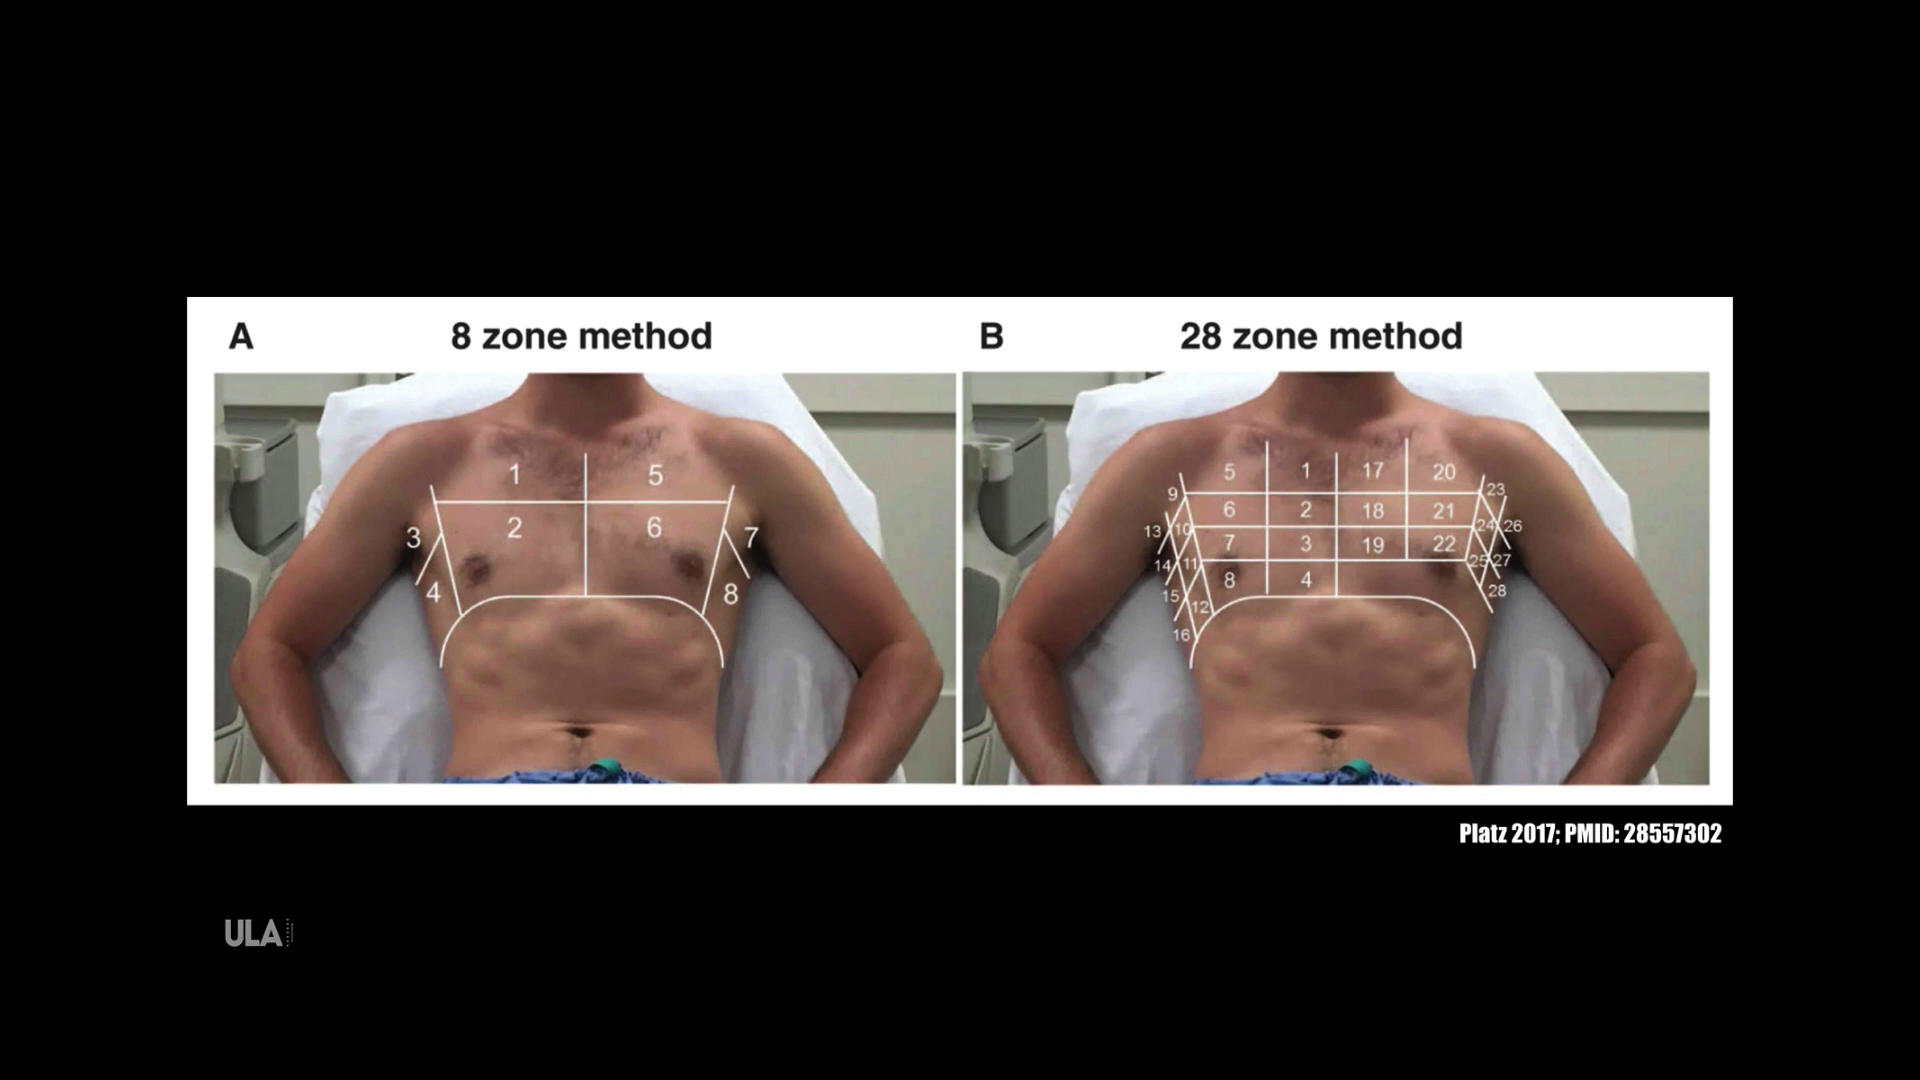 A 8 zone method
B 28 zone method
1 5
2 6
3 7
4 8
5 1 17 20
9 23
6 2 18 21
13 10 24 26
7 3 19 22
14 11 25 27
8 4
15 12 28
16
Platz 2017; PMID: 28557302
ULA